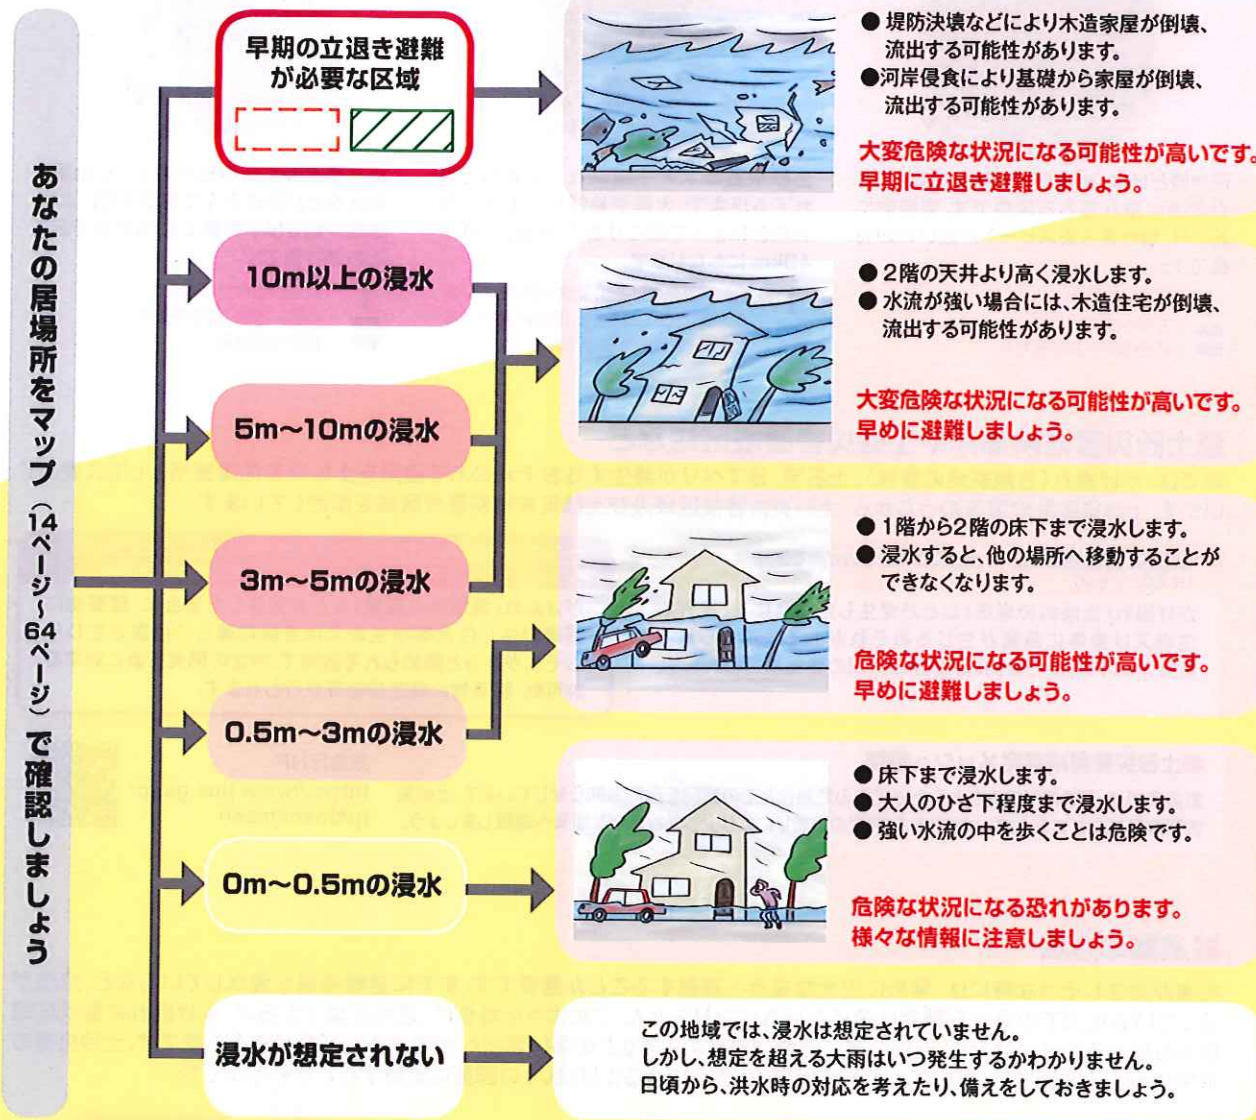 あなたの居場所をマップ（14ページ～64ページ）で確認しましょう
早期の立退き避難
が必要な区域
● 堤防決壊などにより木造家屋が倒壊、
流出する可能性があります。
●河岸侵食により基礎から家屋が倒壊、
流出する可能性があります。
大変危険な状況になる可能性が高いです。
早期に立退き避難しましょう。
10m以上の浸水
5m～10mの浸水
3m～5mの浸水
● 2階の天井より高く浸水します。
● 水流が強い場合には、木造住宅が倒壊、
流出する可能性があります。
大変危険な状況になる可能性が高いです。
早めに避難しましょう。
0.5m～3mの浸水
● 1階から2階の床下まで浸水します。
● 浸水すると、他の場所へ移動することが
できなくなります。
危険な状況になる可能性が高いです。
早めに避難しましょう。
0m～0.5mの浸水
● 床下まで浸水します。
● 大人のひざ下程度まで浸水します。
● 強い水流の中を歩くことは危険です。
危険な状況になる恐れがあります。
様々な情報に注意しましょう。
浸水が想定されない
この地域では、浸水は想定されていません。
しかし、想定を超える大雨はいつ発生するかわかりません。
日頃から、洪水時の対応を考えたり、備えをしておきましょう。